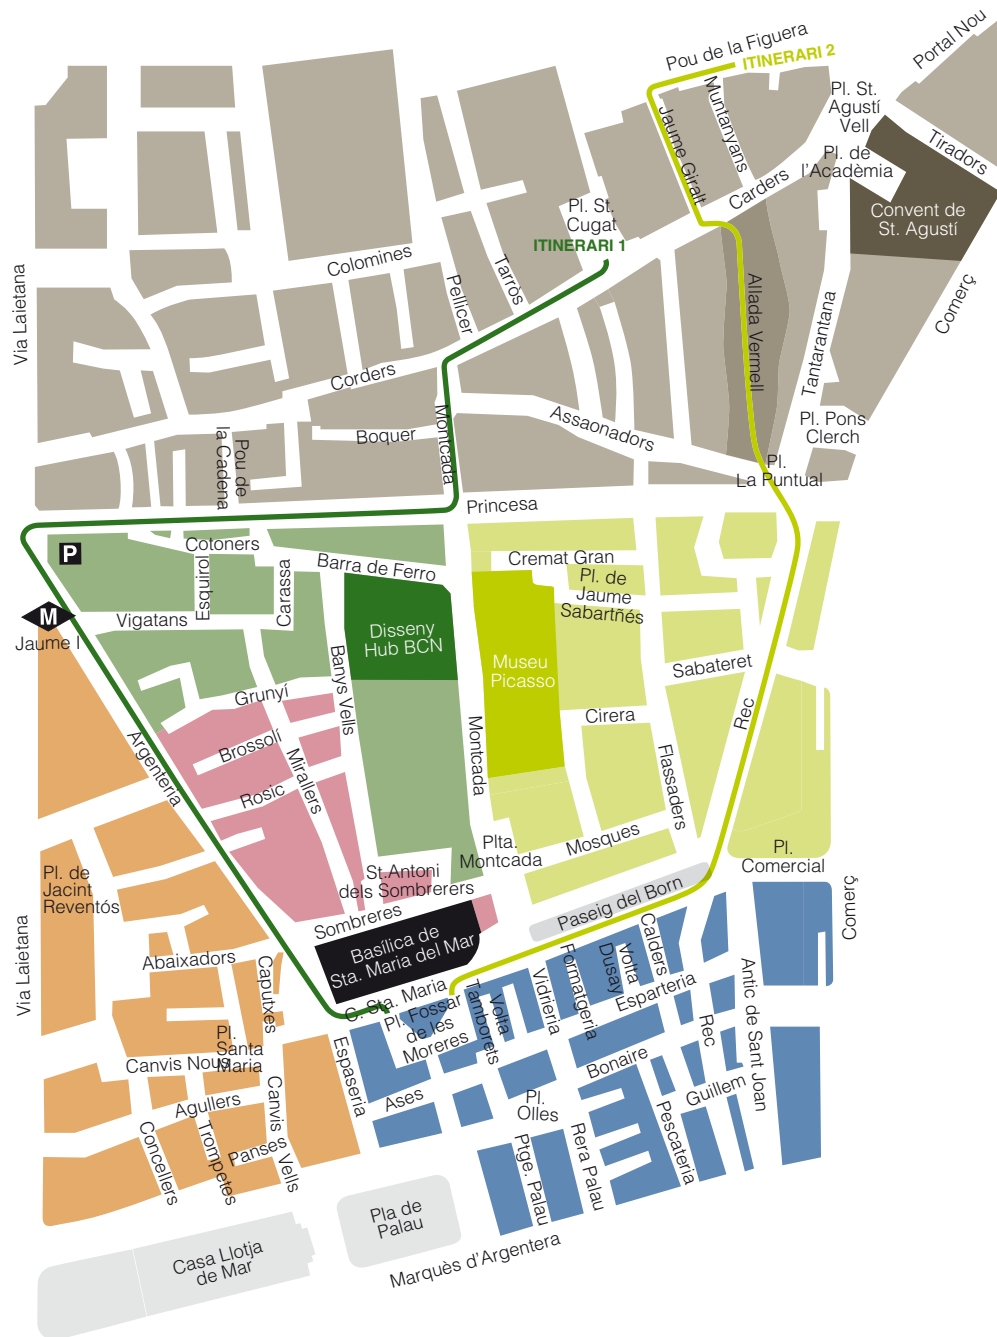 Pou de la Figuera
ITINERARI 2
Portal Nou
Jaume Giralt
Muntanyans
Pl. St.
Agustí
Vell
Tiradors
Pl. de
l'Acadèmia
Carders
Convent de
St. Agustí
Pl. St.
Cugat
ITINERARI 1
Via Laietana
Colomines
Pellicer
Tarròs
Allada Vermell
Tantarantana
Comerç
Corders
Montcada
Assaonadors
Boquer
Pou de
la Cadena
Pl. Pons
Clerch
Pl.
La Puntual
Princesa
P
Cotoners
Esquirol
Carassa
Barra de Ferro
Cremat Gran
Pl. de
Jaume
Sabartñés
M
Jaume I
Vigatans
Disseny
Hub BCN
Museu
Picasso
Banys Vells
Sabateret
Grunyí
Brossolí
Mirallers
Rosic
Argenteria
Montcada
Cirera
Flassaders
Rec
Plta.
Montcada
Mosques
Pl.
Comercial
Pl. de
Jacint
Reventós
St.Antoni
dels Sombrerers
Sombreres
Paseig del Born
Comerç
Basílica de
Sta. Maria del Mar
Via Laietana
Abaixadors
Caputxes
C. Sta. Maria
Pl. Fossar
de les
Moreres
Tamborets
Volta
Vidrieria
Formatgeria
Volta
Dusay
Calders
Esparteria
Antic de Sant Joan
Rec
Pl.
Santa
Maria
Canvis Nous
Espaseria
Agullers
Canvis Vells
Trompetes
Panses
Concellers
Ases
Pl.
Olles
Bonaire
Guillem
Pescateria
Ptge. Palau
Rera Palau
Pla de
Palau
Casa Llotja
de Mar
Marquès d'Argentera